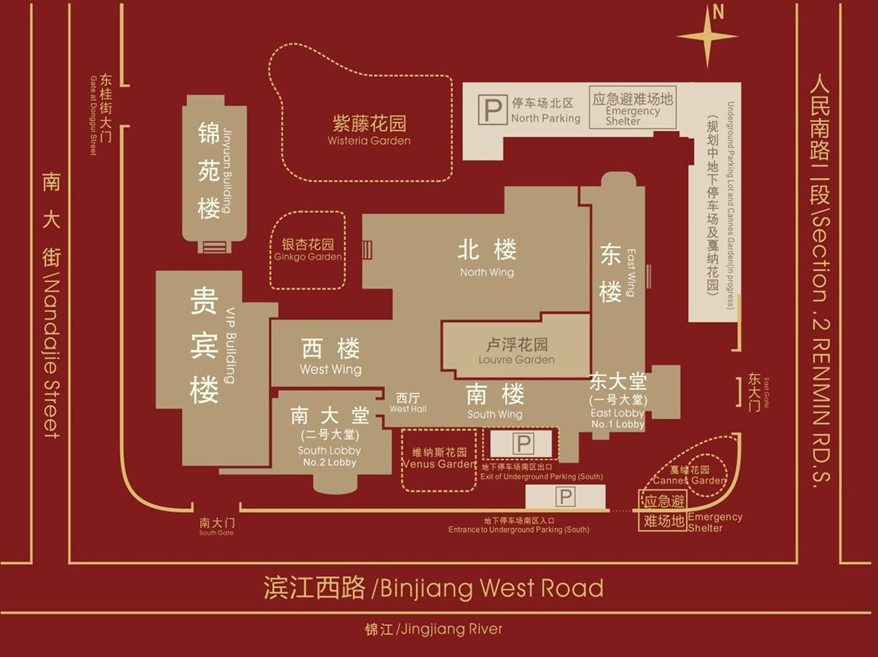 N
东桂街大门
Gate at Donggui Street
南大街\Nandajie Street
锦苑楼
Jinyuan Building
紫藤花园
Wisteria Garden
银杏花园
Ginkgo Garden
P
停车场北区
North Parking
应急避难场地
Emergency
Shelter
Underground Parking Lot and Cannes Garden(in progress)
(规划中地下停车场及戛纳花园)
人民南路二段\Section .2 RENMIN RD.S.
北楼
North Wing
东楼
East Wing
贵宾楼
VIP Building
西楼
West Wing
卢浮花园
Louvre Garden
南大堂
(二号大堂)
South Lobby
No.2 Lobby
西厅
West Hall
南楼
South Wing
东大堂
(一号大堂)
East Lobby
No.1 Lobby
东大门
East Gate
维纳斯花园
Venus Garden
P
地下停车场南区出口
Exit of Underground Parking (South)
戛纳花园
Cannes Garden
P
应急避
难场地
Emergency
Shelter
南大门
South Gate
地下停车场南区入口
Entrance to Underground Parking (South)
滨江西路/Binjiang West Road
锦江/Jingjiang River